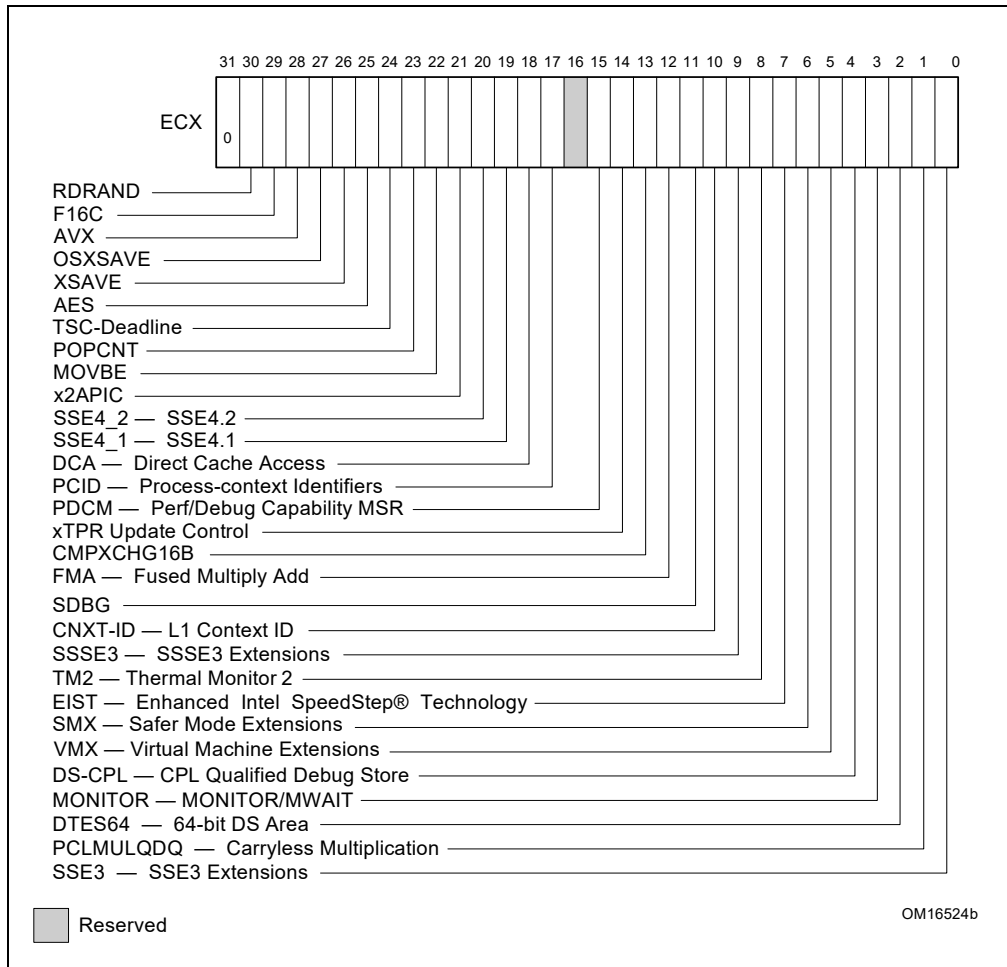 31 30 29 28 27 26 25 24 23 22 21 20 19 18 17 16 15 14 13 12 11 10 9 8 7 6 5 4 3 2 1 0
ECX
0
RDRAND
F16C
AVX
OSXSAVE
XSAVE
AES
TSC-Deadline
POPCNT
MOVBE
x2APIC
SSE4_2 — SSE4.2
SSE4_1 — SSE4.1
DCA — Direct Cache Access
PCID — Process-context Identifiers
PDCM — Perf/Debug Capability MSR
xTPR Update Control
CMPXCHG16B
FMA — Fused Multiply Add
SDBG
CNXT-ID — L1 Context ID
SSSE3 — SSSE3 Extensions
TM2 — Thermal Monitor 2
EIST — Enhanced Intel SpeedStep® Technology
SMX — Safer Mode Extensions
VMX — Virtual Machine Extensions
DS-CPL — CPL Qualified Debug Store
MONITOR — MONITOR/MWAIT
DTES64 — 64-bit DS Area
PCLMULQDQ — Carryless Multiplication
SSE3 — SSE3 Extensions
OM16524b
Reserved